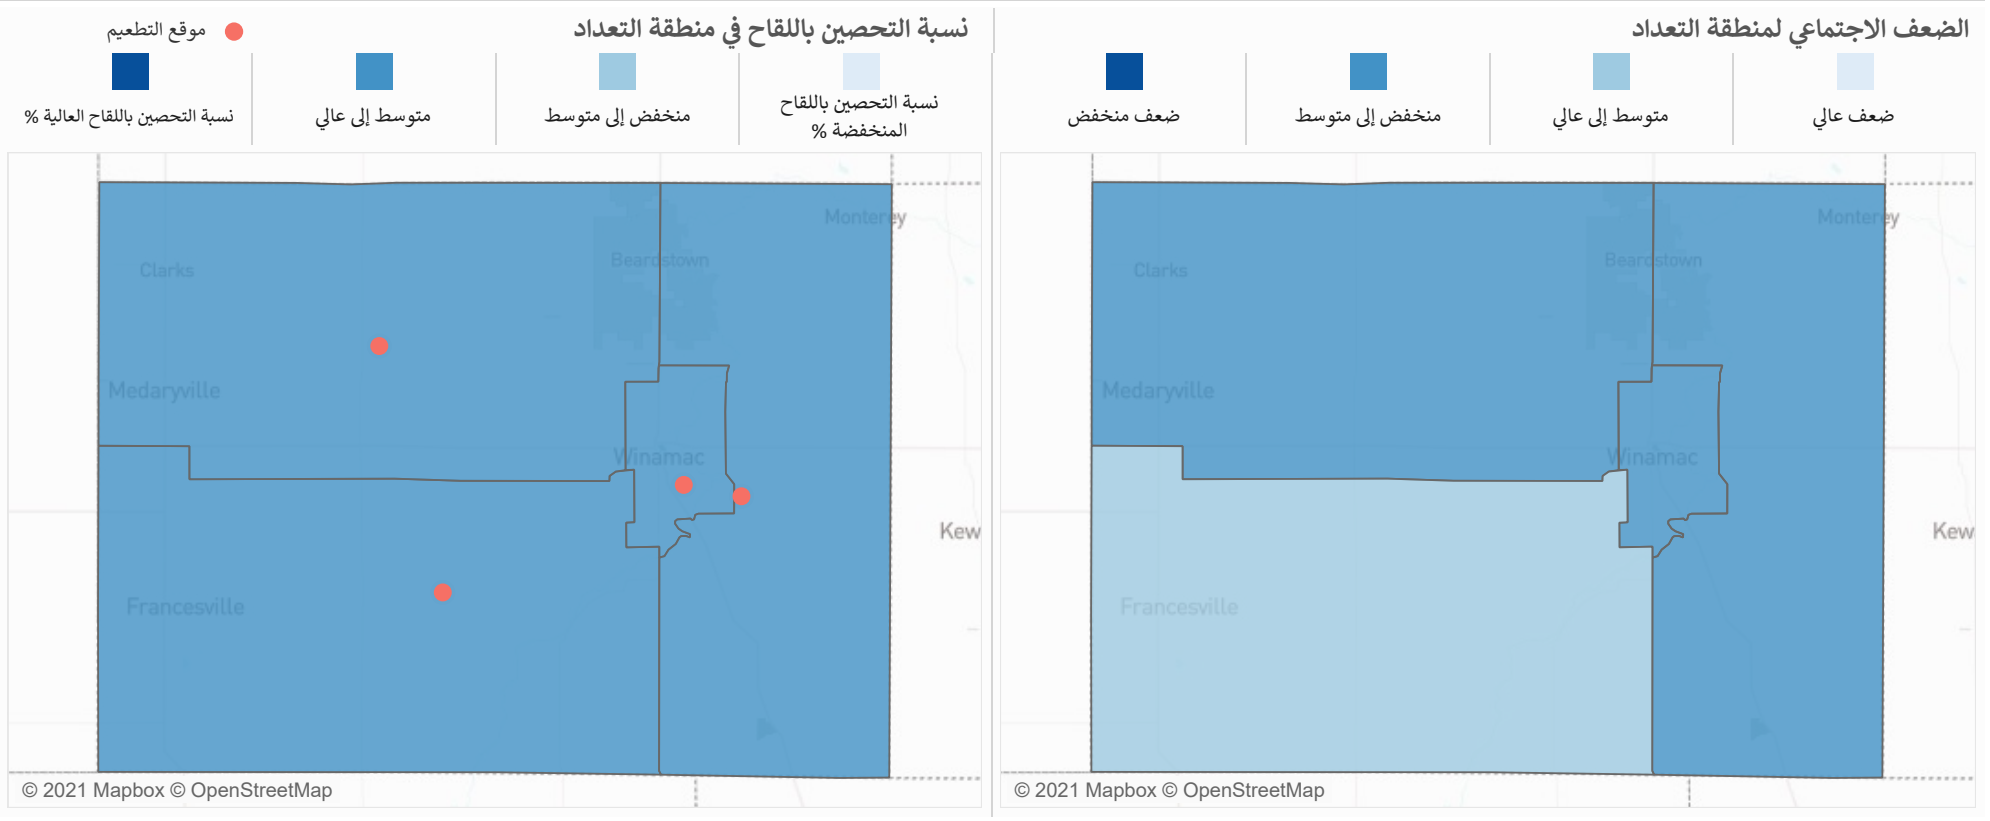 الضعف الاجتماعي لمنطقة التعداد
ضعف عالي
متوسط إلى عالي
منخفض إلى متوسط
ضعف منخفض
Monterey
Beardstown
Clarks
Medaryville
Winamac
Kew
Francesville
© 2021 Mapbox © OpenStreetMap
نسبة التحصين باللقاح في منطقة التعداد
موقع التطعيم
نسبة التحصين باللقاح
المنخفضة %
منخفض إلى متوسط
متوسط إلى عالي
نسبة التحصين باللقاح العالية %
Monterey
Beardstown
Clarks
Medaryville
Winamac
Kew
Francesville
© 2021 Mapbox © OpenStreetMap